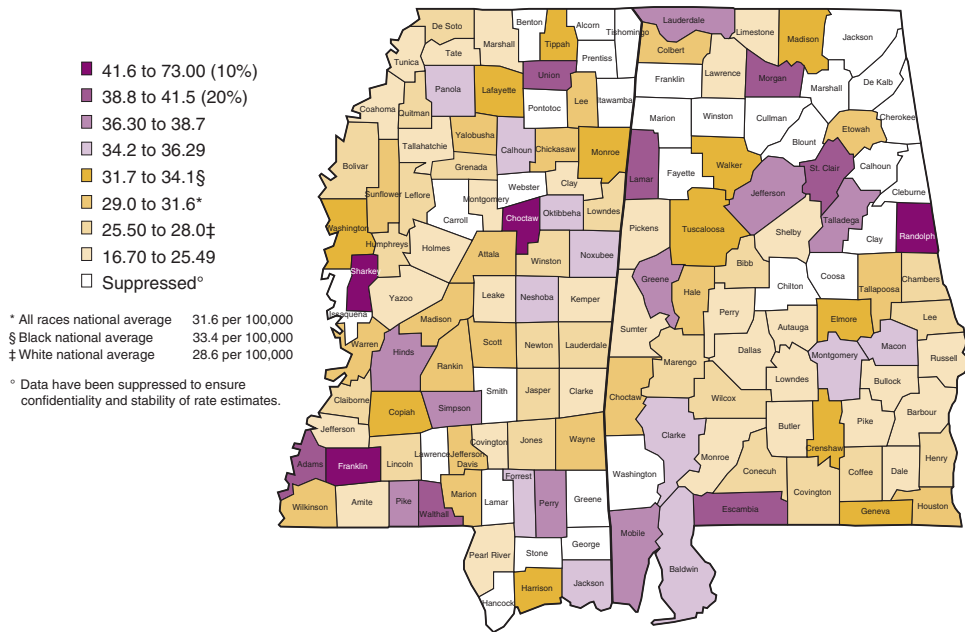 41.6 to 73.00 (10%)
38.8 to 41.5 (20%)
36.30 to 38.7
34.2 to 36.29
31.7 to 34.1§
29.0 to 31.6*
25.50 to 28.0‡
16.70 to 25.49
Suppressed°
* All races national average 31.6 per 100,000
§ Black national average 33.4 per 100,000
‡ White national average 28.6 per 100,000
° Data have been suppressed to ensure
confidentiality and stability of rate estimates.
De Soto
Benton
Alcorn
Tishomingo
Tippah
Marshall
Tate
Tunica
Prentiss
Union
Panola
Lafayette
Lee
Itawamba
Pontotoc
Coahoma
Quitman
Yalobusha
Calhoun
Chickasaw
Monroe
Tallahatchie
Bolivar
Grenada
Clay
Sunflower
Leflore
Webster
Montgomery
Oktibbeha
Lowndes
Carroll
Choctaw
Washington
Humphreys
Holmes
Attala
Winston
Noxubee
Sharkey
Yazoo
Leake
Neshoba
Kemper
Issaquena
Madison
Warren
Scott
Newton
Lauderdale
Hinds
Rankin
Smith
Jasper
Clarke
Claiborne
Copiah
Simpson
Jefferson
Covington
Jones
Wayne
Adams
Franklin
Lincoln
Lawrence
Jefferson
Davis
Wilkinson
Amite
Pike
Walthall
Marion
Lamar
Forrest
Perry
Greene
Pearl River
Stone
George
Hancock
Harrison
Jackson
Lauderdale
Limestone
Madison
Jackson
Colbert
Franklin
Lawrence
Morgan
Marshall
De Kalb
Marion
Winston
Cullman
Cherokee
Etowah
Blount
Lamar
Fayette
Walker
Calhoun
St. Clair
Jefferson
Cleburne
Talladega
Pickens
Tuscaloosa
Shelby
Clay
Randolph
Bibb
Greene
Hale
Coosa
Chilton
Tallapoosa
Chambers
Perry
Sumter
Autauga
Elmore
Lee
Dallas
Macon
Marengo
Montgomery
Russell
Lowndes
Bullock
Choctaw
Wilcox
Butler
Pike
Barbour
Clarke
Crenshaw
Monroe
Washington
Conecuh
Coffee
Dale
Henry
Covington
Escambia
Geneva
Houston
Mobile
Baldwin